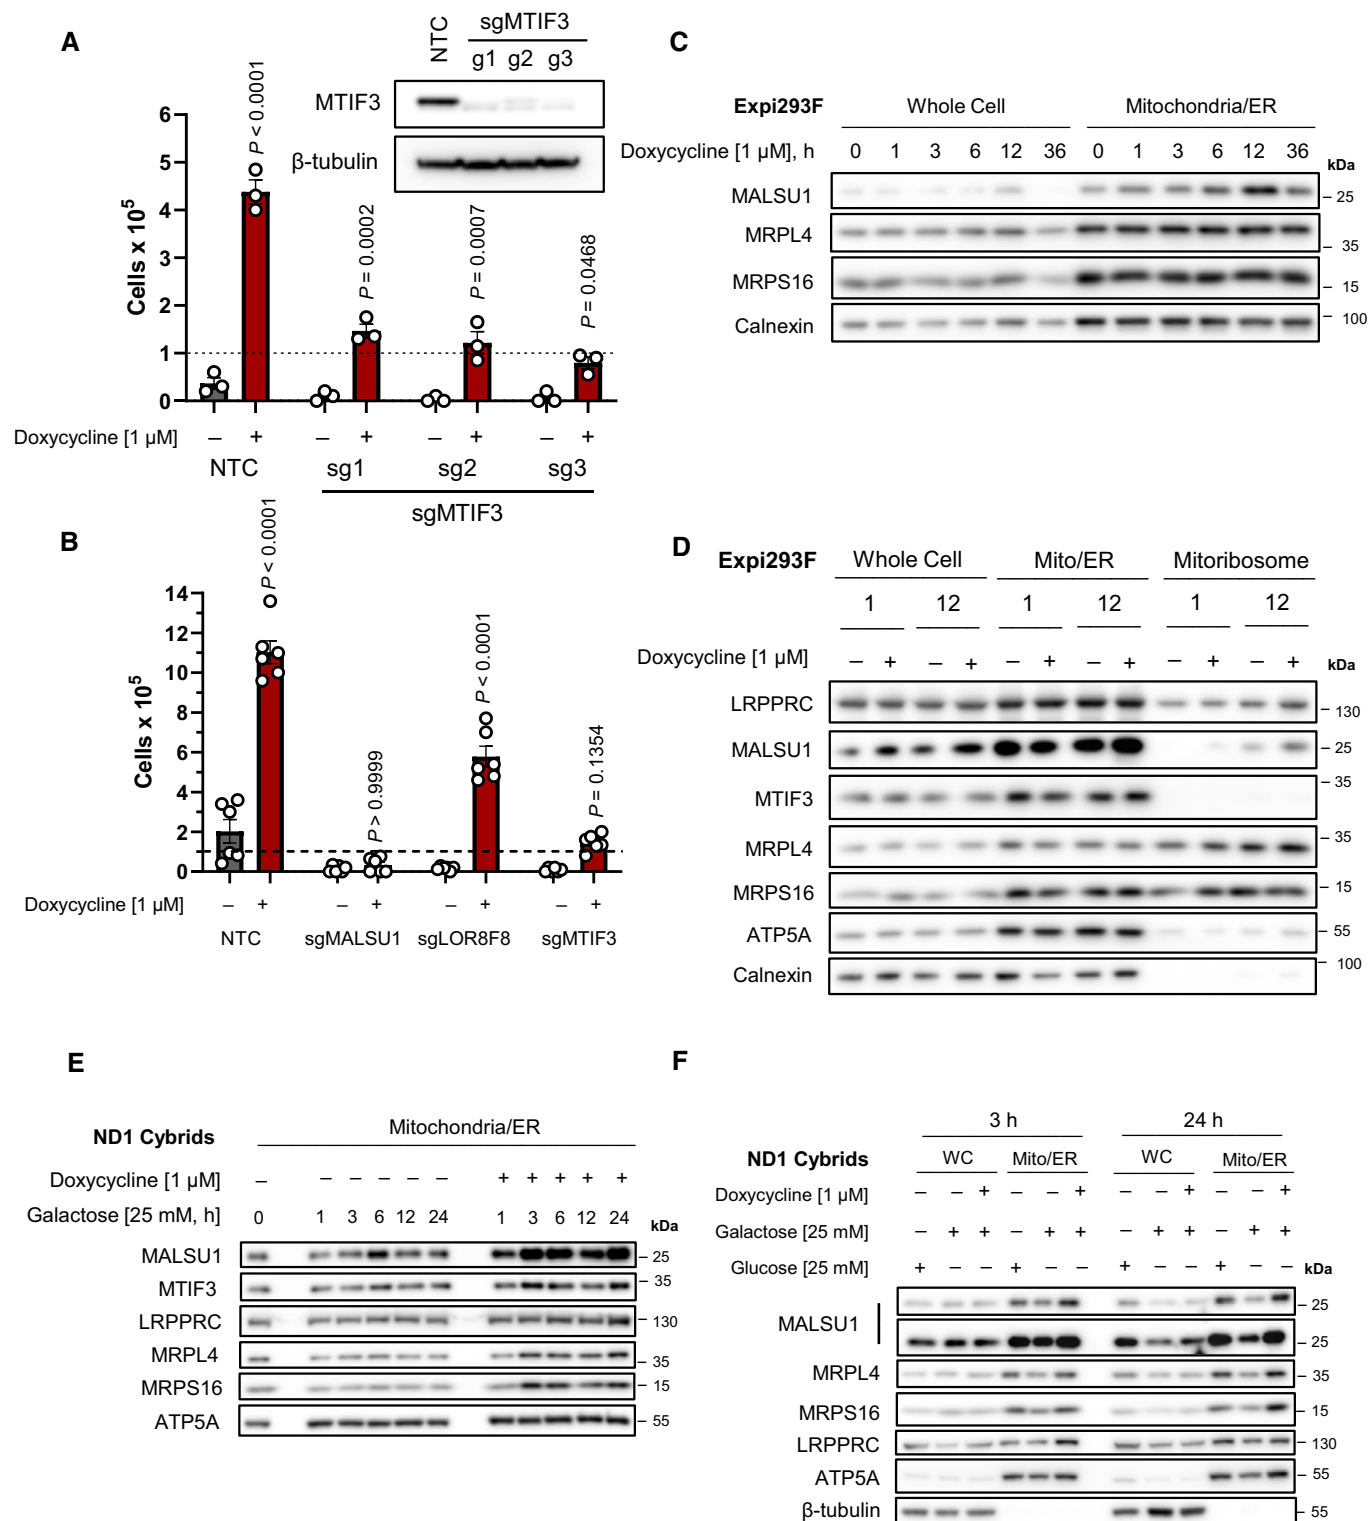 A
NTC
sgMTIF3
g1 g2 g3
MTIF3
β-tubulin
Cells x 10⁵
6
5
4
3
2
1
0
P < 0.0001
P = 0.0002
P = 0.0007
P = 0.0468
Doxycycline [1 µM] – + – + – + – +
NTC sg1 sg2 sg3
sgMTIF3
B
Cells x 10⁵
14
12
10
8
6
4
2
0
P < 0.0001
P > 0.9999
P < 0.0001
P = 0.1354
Doxycycline [1 µM] – + – + – + – +
NTC sgMALSU1 sgLOR8F8 sgMTIF3
C
Expi293F Whole Cell Mitochondria/ER
Doxycycline [1 µM], h 0 1 3 6 12 36 0 1 3 6 12 36 kDa
MALSU1 – 25
MRPL4 – 35
MRPS16 – 15
Calnexin – 100
D
Expi293F Whole Cell Mito/ER Mitoribosome
1 12 1 12 1 12
Doxycycline [1 µM] – + – + – + – + – + – + kDa
LRPPRC – 130
MALSU1 – 25
MTIF3 – 35
MRPL4 – 35
MRPS16 – 15
ATP5A – 55
Calnexin – 100
E
ND1 Cybrids Mitochondria/ER
Doxycycline [1 µM] – – – – – – + + + + +
Galactose [25 mM, h] 0 1 3 6 12 24 1 3 6 12 24 kDa
MALSU1 – 25
MTIF3 – 35
LRPPRC – 130
MRPL4 – 35
MRPS16 – 15
ATP5A – 55
F
3 h 24 h
ND1 Cybrids WC Mito/ER WC Mito/ER
Doxycycline [1 µM] – – + – – + – – + – – +
Galactose [25 mM] – + + – + + – + + – + +
Glucose [25 mM] + – – + – – + – – + – – kDa
MALSU1 – 25
– 25
MRPL4 – 35
MRPS16 – 15
LRPPRC – 130
ATP5A – 55
β-tubulin – 55